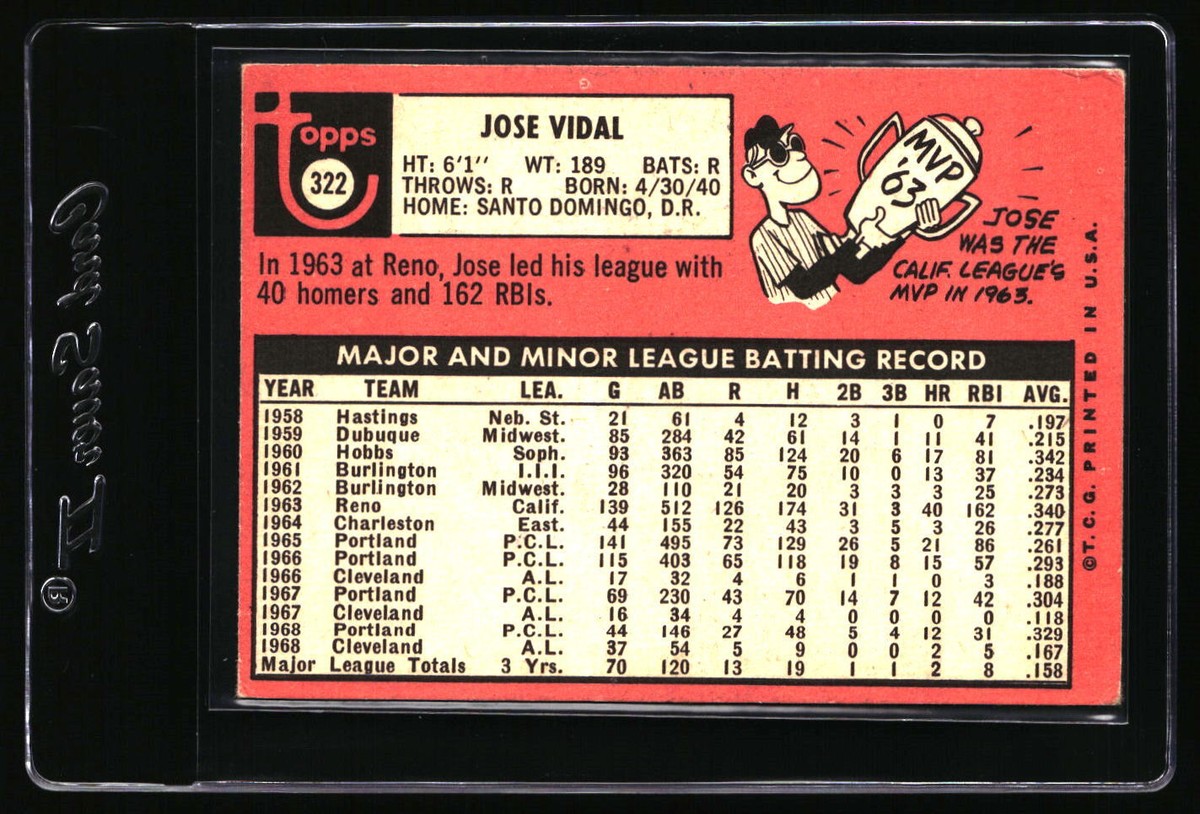 topps
322
JOSE VIDAL
HT: 6'1'' WT: 189 BATS: R
THROWS: R BORN: 4/30/40
HOME: SANTO DOMINGO, D.R.
In 1963 at Reno, Jose led his league with
40 homers and 162 RBIs.
MVP
'63
JOSE
WAS THE
CALIF. LEAGUE'S
MVP IN 1963.
MAJOR AND MINOR LEAGUE BATTING RECORD
YEAR TEAM LEA. G AB R H 2B 3B HR RBI AVG.
1958 Hastings Neb. St. 21 61 4 12 3 1 0 7 .197
1959 Dubuque Midwest. 85 284 42 61 14 1 11 41 .215
1960 Hobbs Soph. 93 363 85 124 20 6 17 81 .342
1961 Burlington I.I.I. 96 320 54 75 10 0 13 37 .234
1962 Burlington Midwest. 28 110 21 20 3 3 3 25 .273
1963 Reno Calif. 139 512 126 174 31 3 40 162 .340
1964 Charleston East. 44 155 22 43 3 5 3 26 .277
1965 Portland P.C.L. 141 495 73 129 26 5 21 86 .261
1966 Portland P.C.L. 115 403 65 118 19 8 15 57 .293
1966 Cleveland A.L. 17 32 4 6 1 1 0 3 .188
1967 Portland P.C.L. 69 230 43 70 14 7 12 42 .304
1967 Cleveland A.L. 16 34 4 4 0 0 0 0 .118
1968 Portland P.C.L. 44 146 27 48 5 4 12 31 .329
1968 Cleveland A.L. 37 54 5 9 0 0 2 5 .167
Major League Totals 3 Yrs. 70 120 13 19 1 1 2 8 .158
©T.C.G. PRINTED IN U.S.A.
Card Saver II